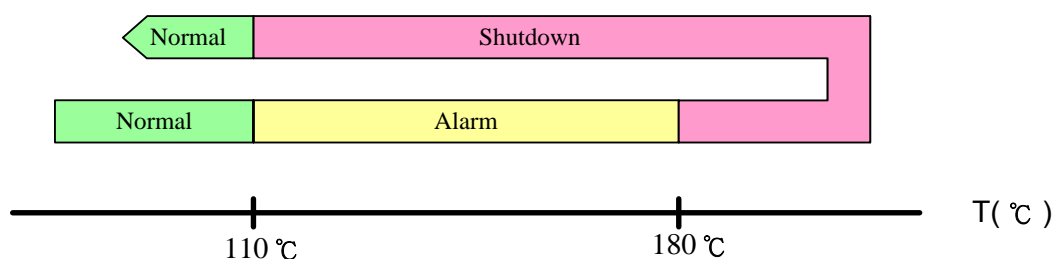 Normal Shutdown
Normal Alarm
T( ℃ )
110 ℃ 180 ℃